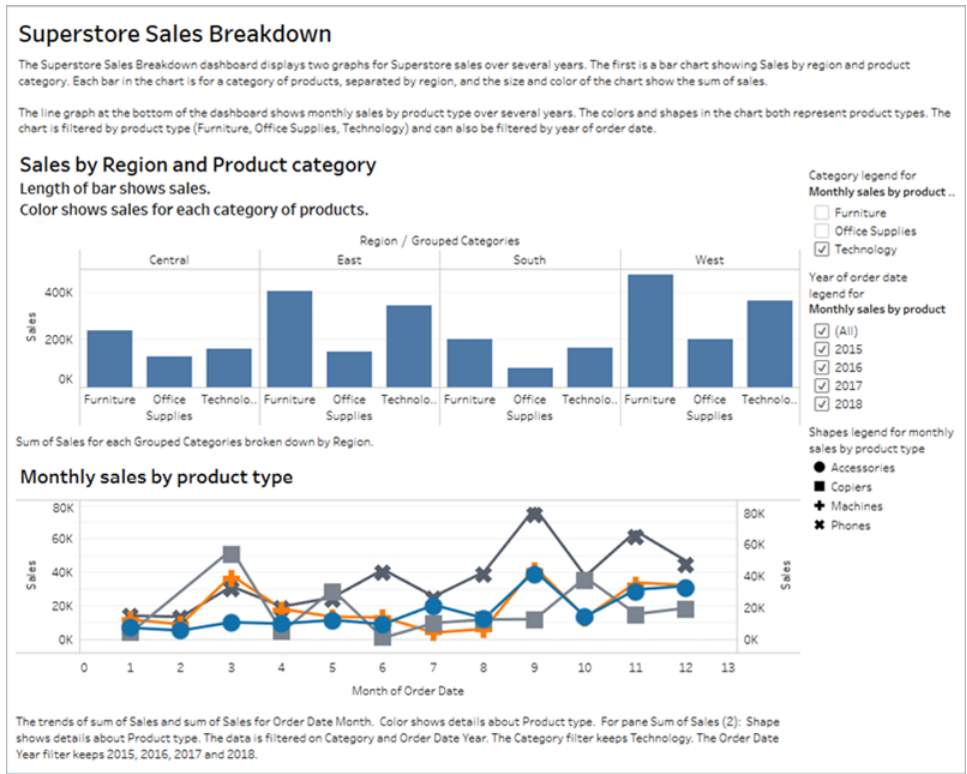 Superstore Sales Breakdown
The Superstore Sales Breakdown dashboard displays two graphs for Superstore sales over several years. The first is a bar chart showing Sales by region and product
category. Each bar in the chart is for a category of products, separated by region, and the size and color of the chart show the sum of sales.
The line graph at the bottom of the dashboard shows monthly sales by product type over several years. The colors and shapes in the chart both represent product types. The
chart is filtered by product type (Furniture, Office Supplies, Technology) and can also be filtered by year of order date.
Sales by Region and Product category
Length of bar shows sales.
Color shows sales for each category of products.
Region / Grouped Categories
Central East South West
400K
200K
0K
Sales
Furniture Office Technolo.. Furniture Office Technolo.. Furniture Office Technolo.. Furniture Office Technolo..
Supplies Supplies Supplies Supplies
Sum of Sales for each Grouped Categories broken down by Region.
Category legend for
Monthly sales by product ..
Furniture
Office Supplies
Technology
Year of order date
legend for
Monthly sales by product
(All)
2015
2016
2017
2018
Shapes legend for monthly
sales by product type
Accessories
Copiers
Machines
Phones
Monthly sales by product type
80K 80K
60K 60K
40K 40K
20K 20K
0K 0K
Sales Sales
0 1 2 3 4 5 6 7 8 9 10 11 12 13
Month of Order Date
The trends of sum of Sales and sum of Sales for Order Date Month. Color shows details about Product type. For pane Sum of Sales (2): Shape
shows details about Product type. The data is filtered on Category and Order Date Year. The Category filter keeps Technology. The Order Date
Year filter keeps 2015, 2016, 2017 and 2018.